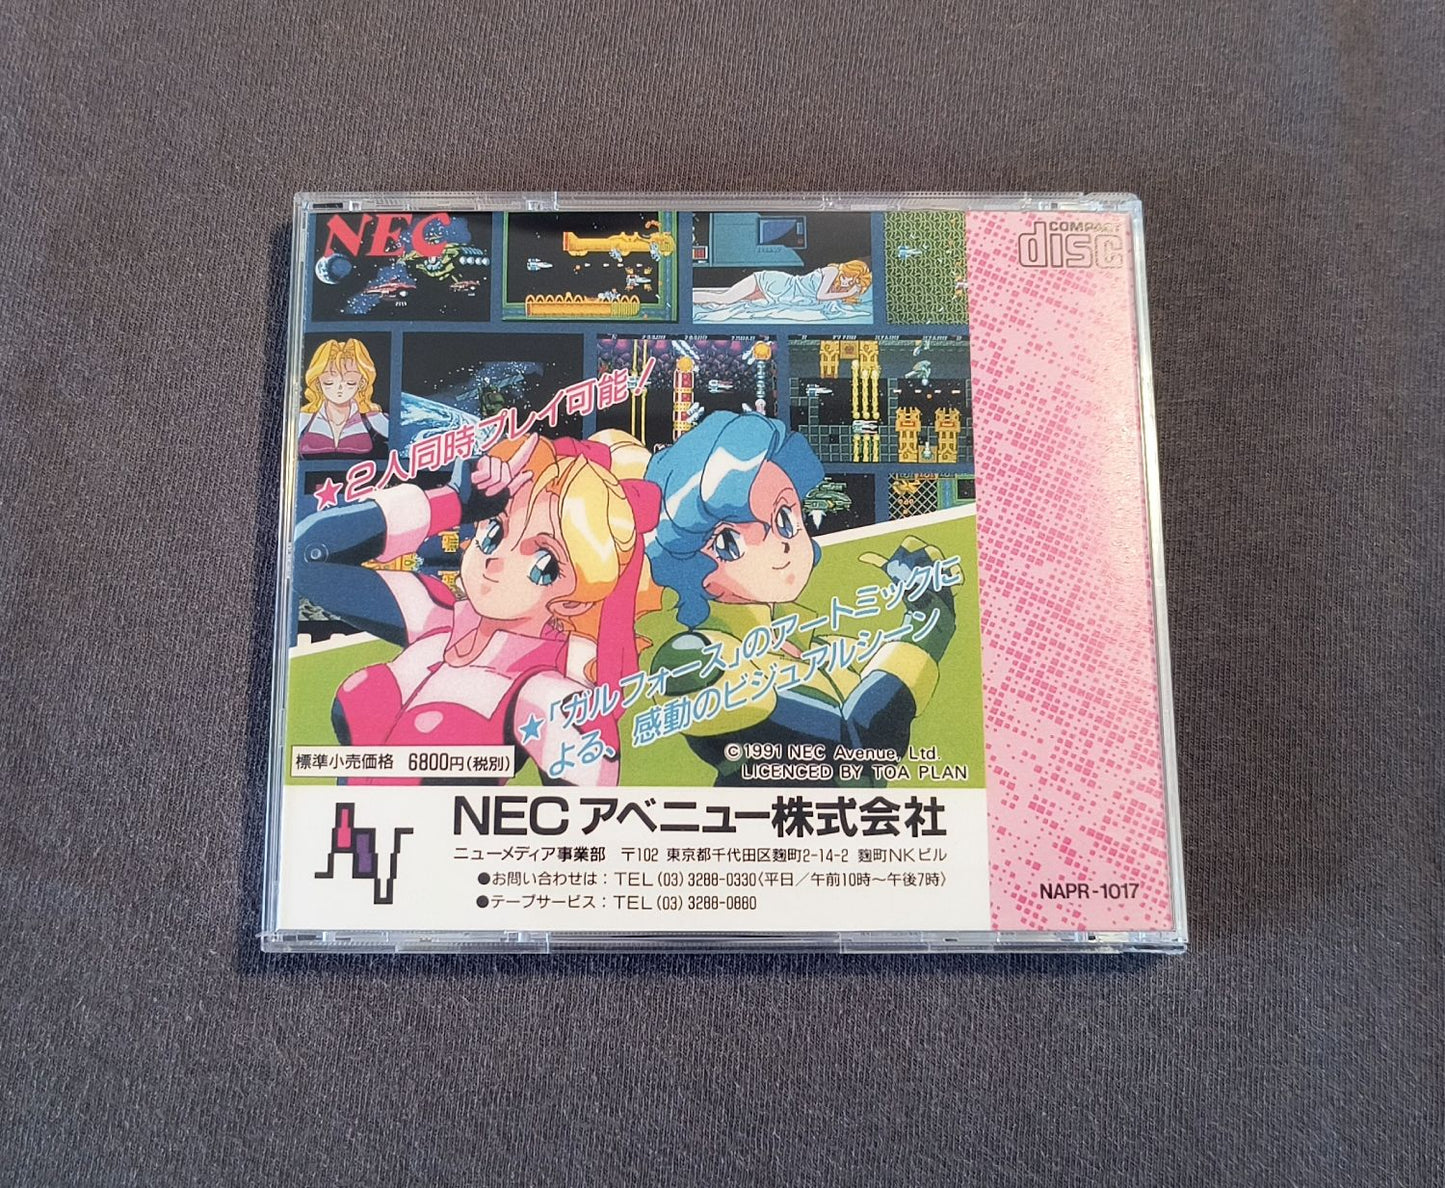 NEC
COMPACT
disc
★2人同時プレイ可能！
★「ガルフォース」のアートミックに
よる、感動のビジュアルシーン
©1991 NEC Avenue, Ltd.
LICENCED BY TOA PLAN
標準小売価格 6800円(税別)
NECアベニュー株式会社
ニューメディア事業部 〒102 東京都千代田区麹町2-14-2 麹町NKビル
●お問い合わせは：TEL(03)3288-0330〈平日／午前10時～午後7時〉
●テープサービス：TEL(03)3288-0880
NAPR-1017